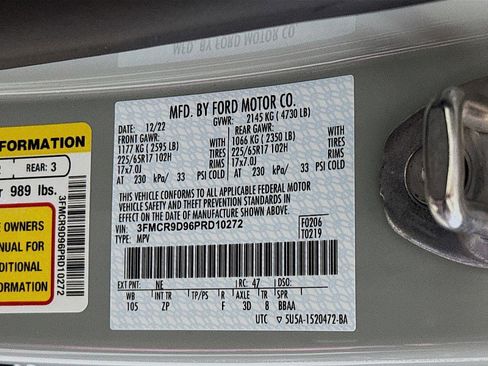 MFD. BY FORD MOTOR CO.
MFD. BY FORD MOTOR CO.
DATE: 12/22 GVWR: 2145 KG ( 4730 LB)
FRONT GAWR: REAR GAWR:
1177 KG ( 2595 LB) 1066 KG ( 2350 LB) WITH
225/65R17 102H TIRES 225/65R17 102H TIRES
17x7.0J RIMS 17x7.0J RIMS
AT 230 kPa/ 33 PSI COLD AT 230 kPa/ 33 PSI COLD
THIS VEHICLE CONFORMS TO ALL APPLICABLE FEDERAL MOTOR
VEHICLE SAFETY AND THEFT PREVENTION STANDARDS IN EFFECT
ON THE DATE OF MANUFACTURE SHOWN ABOVE.
VIN: 3FMCR9D96PRD10272 F0206
TYPE: MPV T0219
EXT PNT: NE RC: 47 DSO:
WB INT TR TP/PS R AXLE TR SPR
105 ZP F 3D 8 BBAA
UTC 5U5A-1520472-BA
FORMATION
REAR: 3
r 989 lbs.
E OWNERS
NUAL FOR
DITIONAL
ORMATION
3FMCR9D96PRD10272